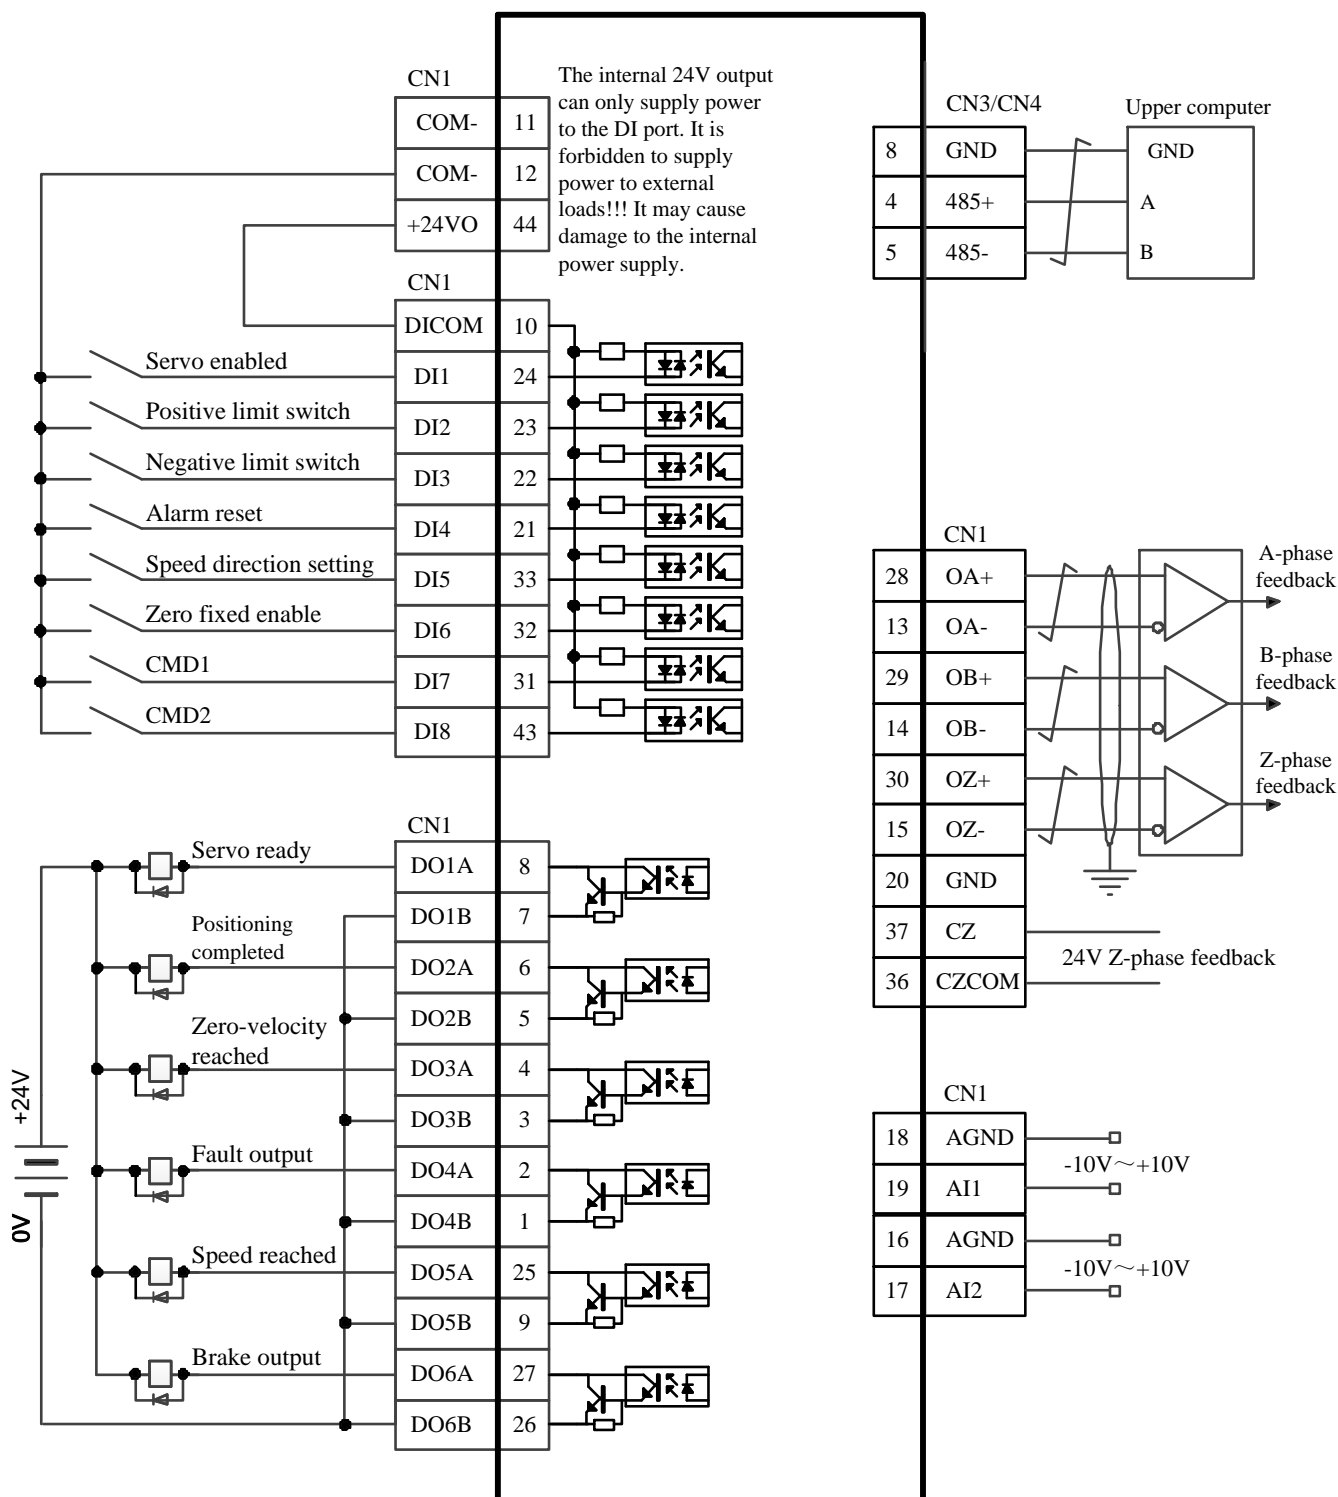 CN1
COM- 11
COM- 12
+24VO 44
The internal 24V output
can only supply power
to the DI port. It is
forbidden to supply
power to external
loads!!! It may cause
damage to the internal
power supply.
CN1
DICOM 10
Servo enabled DI1 24
Positive limit switch DI2 23
Negative limit switch DI3 22
Alarm reset DI4 21
Speed direction setting DI5 33
Zero fixed enable DI6 32
CMD1 DI7 31
CMD2 DI8 43
CN1
Servo ready DO1A 8
DO1B 7
Positioning
completed
DO2A 6
DO2B 5
Zero-velocity
reached
DO3A 4
DO3B 3
Fault output DO4A 2
DO4B 1
Speed reached DO5A 25
DO5B 9
Brake output DO6A 27
DO6B 26
+24V
0V
CN3/CN4
Upper computer
8 GND GND
4 485+ A
5 485- B
CN1
28 OA+
13 OA-
29 OB+
14 OB-
30 OZ+
15 OZ-
20 GND
37 CZ
36 CZCOM
A-phase
feedback
B-phase
feedback
Z-phase
feedback
24V Z-phase feedback
CN1
18 AGND
19 AI1
-10V～+10V
16 AGND
17 AI2
-10V～+10V